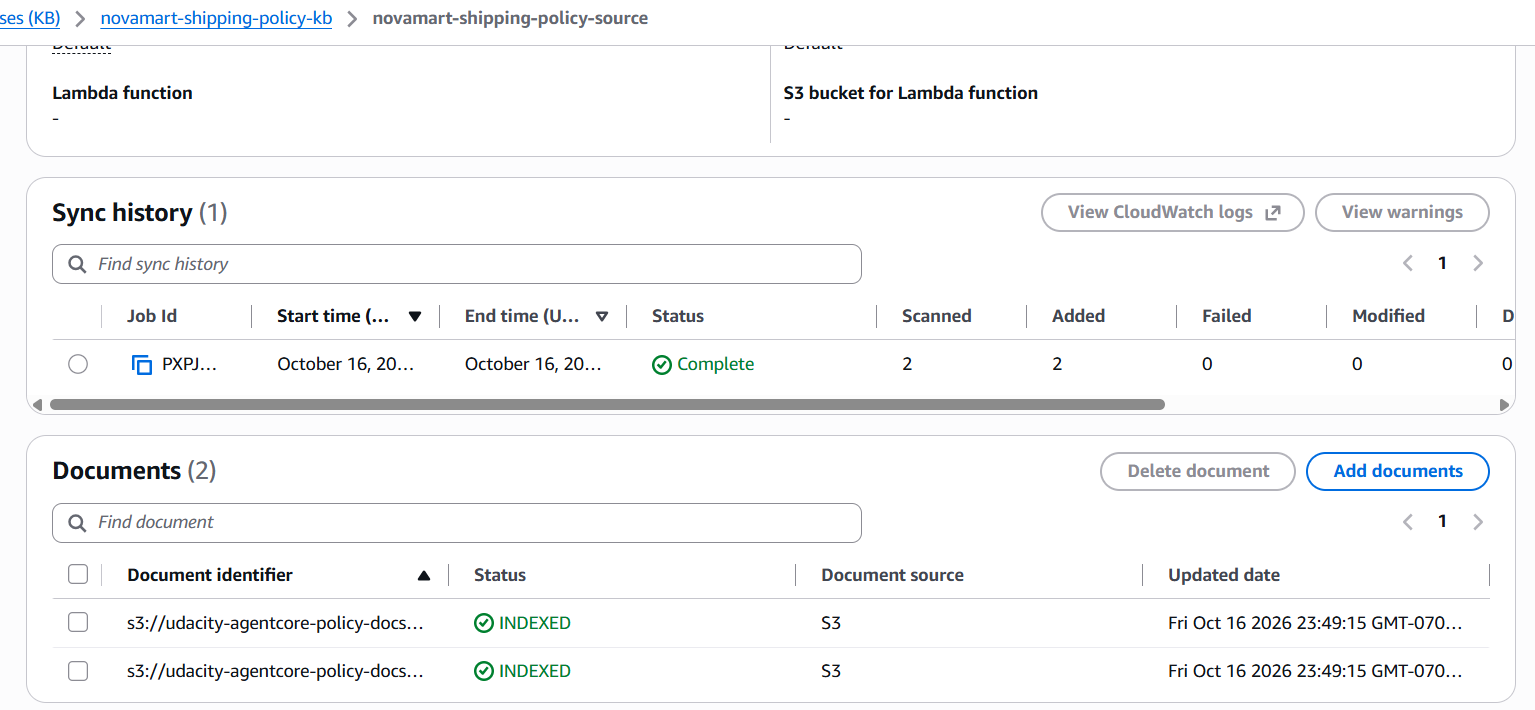 ses (KB) > novamart-shipping-policy-kb > novamart-shipping-policy-source
Default Default
Lambda function S3 bucket for Lambda function
- -
Sync history (1) View CloudWatch logs View warnings
Find sync history 1
Job Id Start time (... End time (U... Status Scanned Added Failed Modified D
PXPJ... October 16, 20... October 16, 20... Complete 2 2 0 0 0
Documents (2) Delete document Add documents
Find document 1
Document identifier Status Document source Updated date
s3://udacity-agentcore-policy-docs... INDEXED S3 Fri Oct 16 2026 23:49:15 GMT-070...
s3://udacity-agentcore-policy-docs... INDEXED S3 Fri Oct 16 2026 23:49:15 GMT-070...